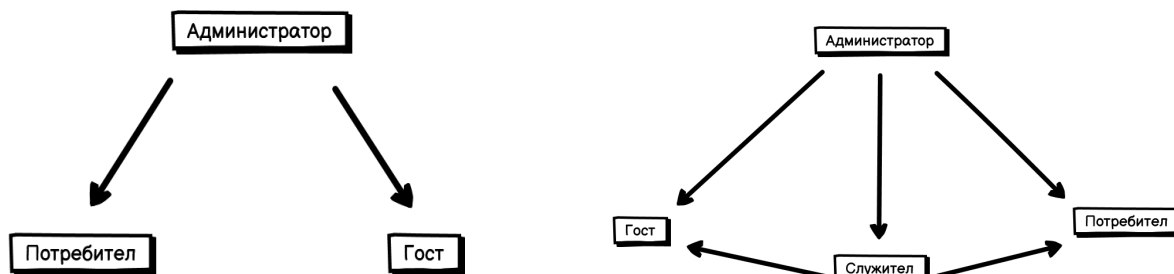 Администратор
Потребител
Гост
Администратор
Гост
Потребител
Служител